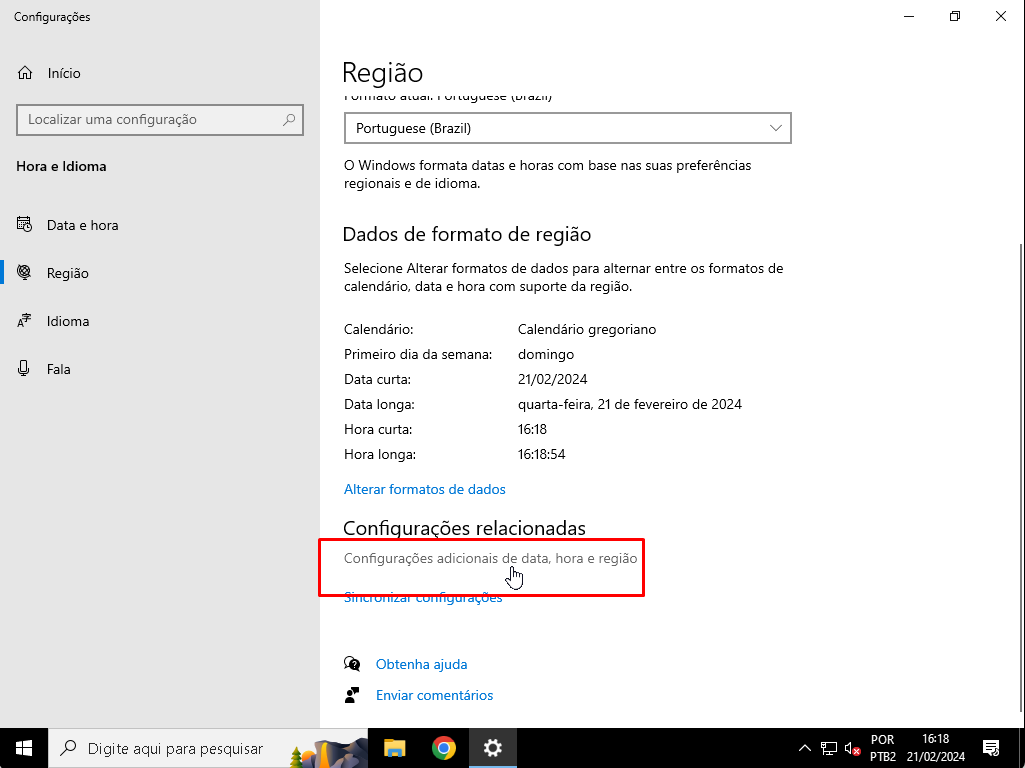 Configurações
Início
Localizar uma configuração
Hora e Idioma
Data e hora
Região
Idioma
Fala
Região
Formato atual: Portuguese (Brazil)
Portuguese (Brazil)
O Windows formata datas e horas com base nas suas preferências
regionais e de idioma.
Dados de formato de região
Selecione Alterar formatos de dados para alternar entre os formatos de
calendário, data e hora com suporte da região.
Calendário: Calendário gregoriano
Primeiro dia da semana: domingo
Data curta: 21/02/2024
Data longa: quarta-feira, 21 de fevereiro de 2024
Hora curta: 16:18
Hora longa: 16:18:54
Alterar formatos de dados
Configurações relacionadas
Configurações adicionais de data, hora e região
Sincronizar configurações
Obtenha ajuda
Enviar comentários
Digite aqui para pesquisar
POR
PTB2
16:18
21/02/2024